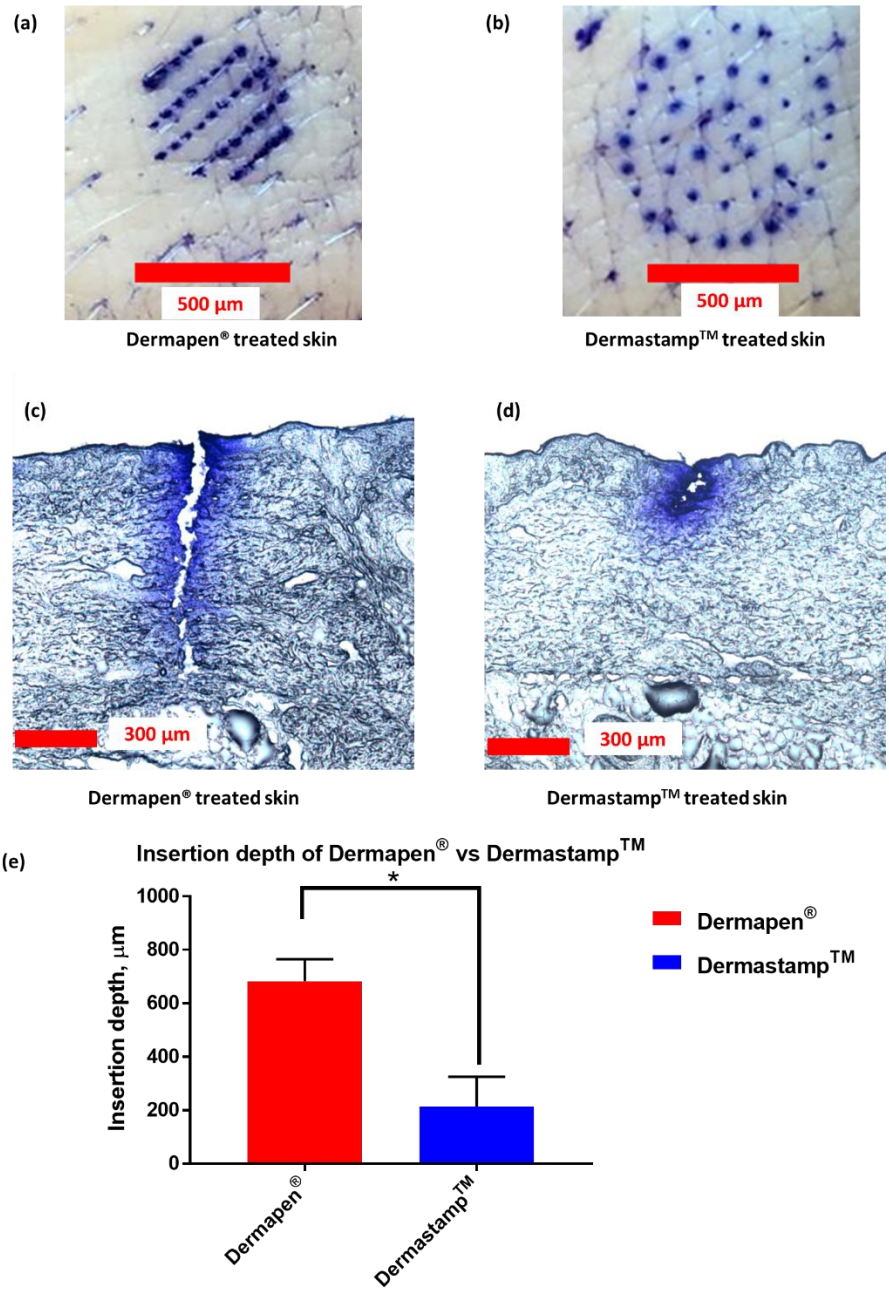 (a)
(b)
500 µm
500 µm
Dermapen® treated skin
Dermastamp™ treated skin
(c)
(d)
300 µm
300 µm
Dermapen® treated skin
Dermastamp™ treated skin
(e)
Insertion depth of Dermapen® vs Dermastamp™
*
1000
800
600
400
200
0
Insertion depth, µm
Dermapen®
Dermastamp™
Dermapen®
Dermastamp™